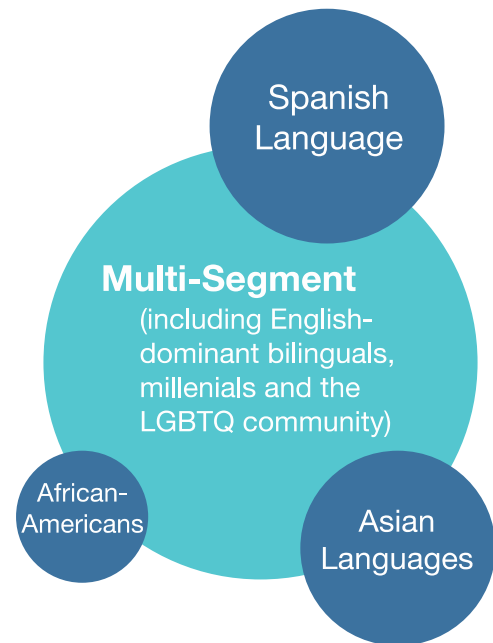 Spanish
Language
Multi-Segment
(including English-
dominant bilinguals,
millenials and the
LGBTQ community)
African-
Americans
Asian
Languages